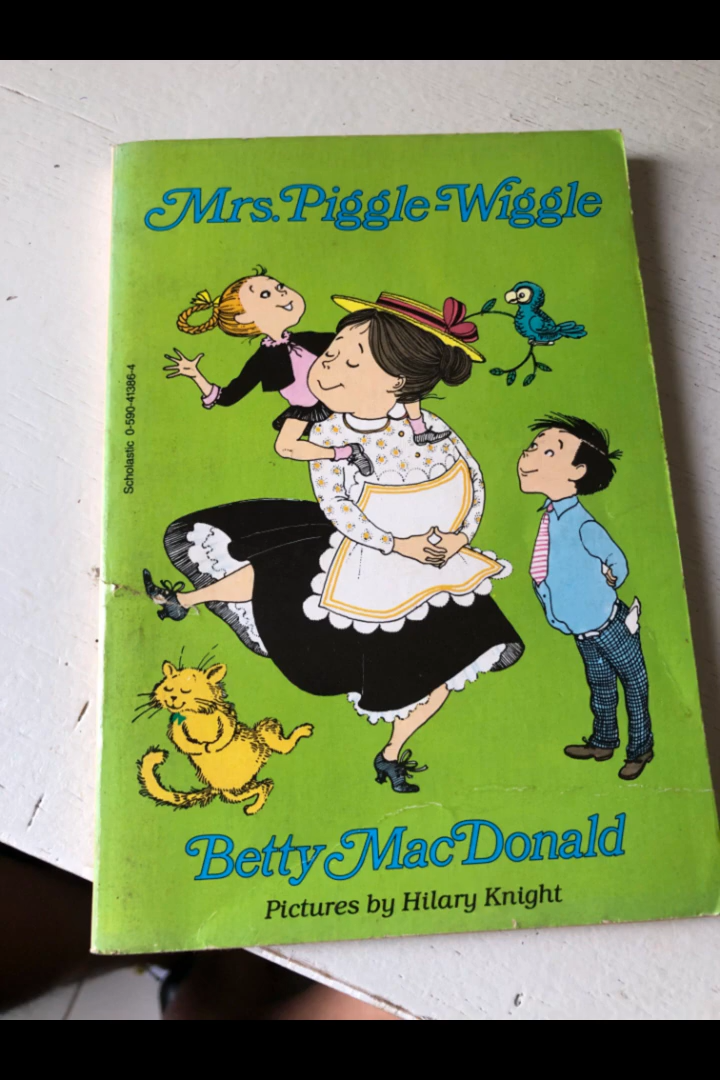 Mrs. Piggle-Wiggle
Scholastic 0-590-41386-4
Betty MacDonald
Pictures by Hilary Knight